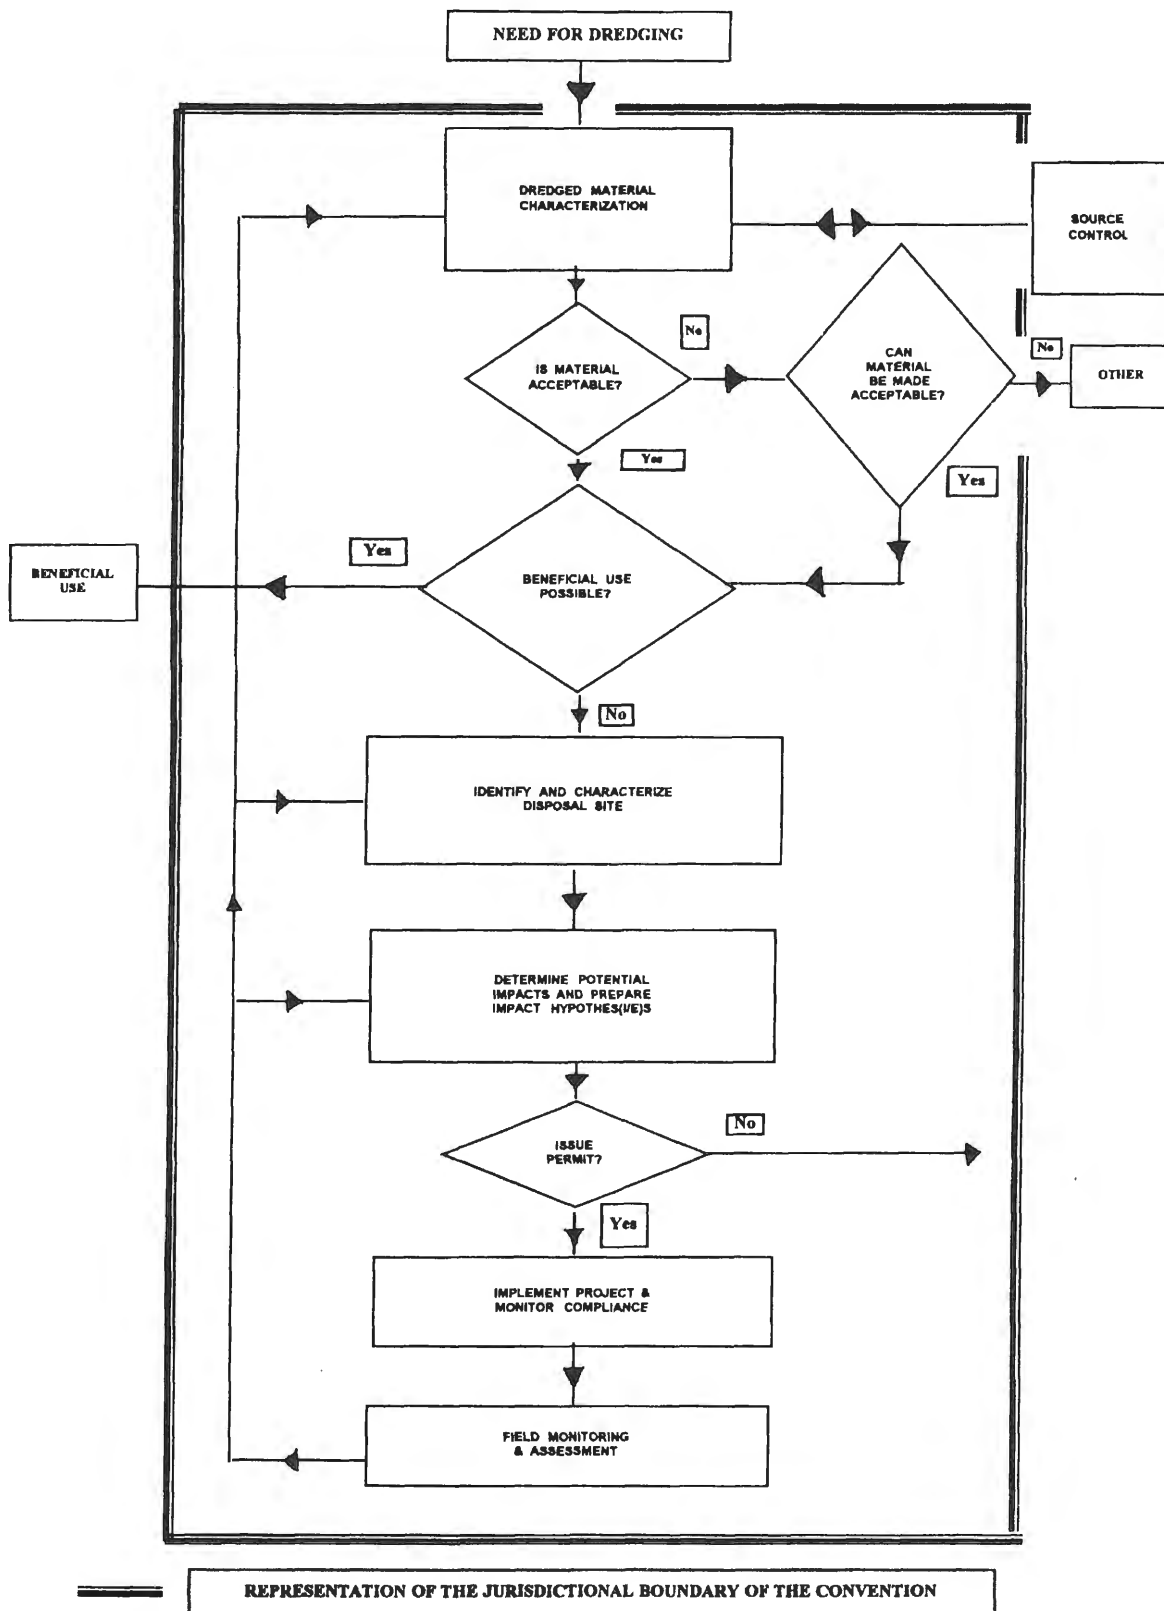 NEED FOR DREDGING
DREDGED MATERIAL
CHARACTERIZATION
SOURCE
CONTROL
No
IS MATERIAL
ACCEPTABLE?
CAN
MATERIAL
BE MADE
ACCEPTABLE?
No
OTHER
Yes
Yes
BENEFICIAL
USE
Yes
BENEFICIAL USE
POSSIBLE?
No
IDENTIFY AND CHARACTERIZE
DISPOSAL SITE
DETERMINE POTENTIAL
IMPACTS AND PREPARE
IMPACT HYPOTHES(I/E)S
No
ISSUE
PERMIT?
Yes
IMPLEMENT PROJECT &
MONITOR COMPLIANCE
FIELD MONITORING
& ASSESSMENT
REPRESENTATION OF THE JURISDICTIONAL BOUNDARY OF THE CONVENTION